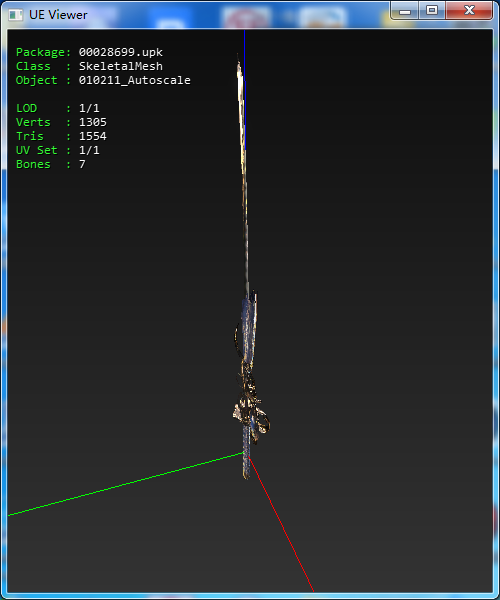 UE Viewer
Package: 00028699.upk
Class : SkeletalMesh
Object : 010211_Autoscale
LOD : 1/1
Verts : 1305
Tris : 1554
UV Set : 1/1
Bones : 7